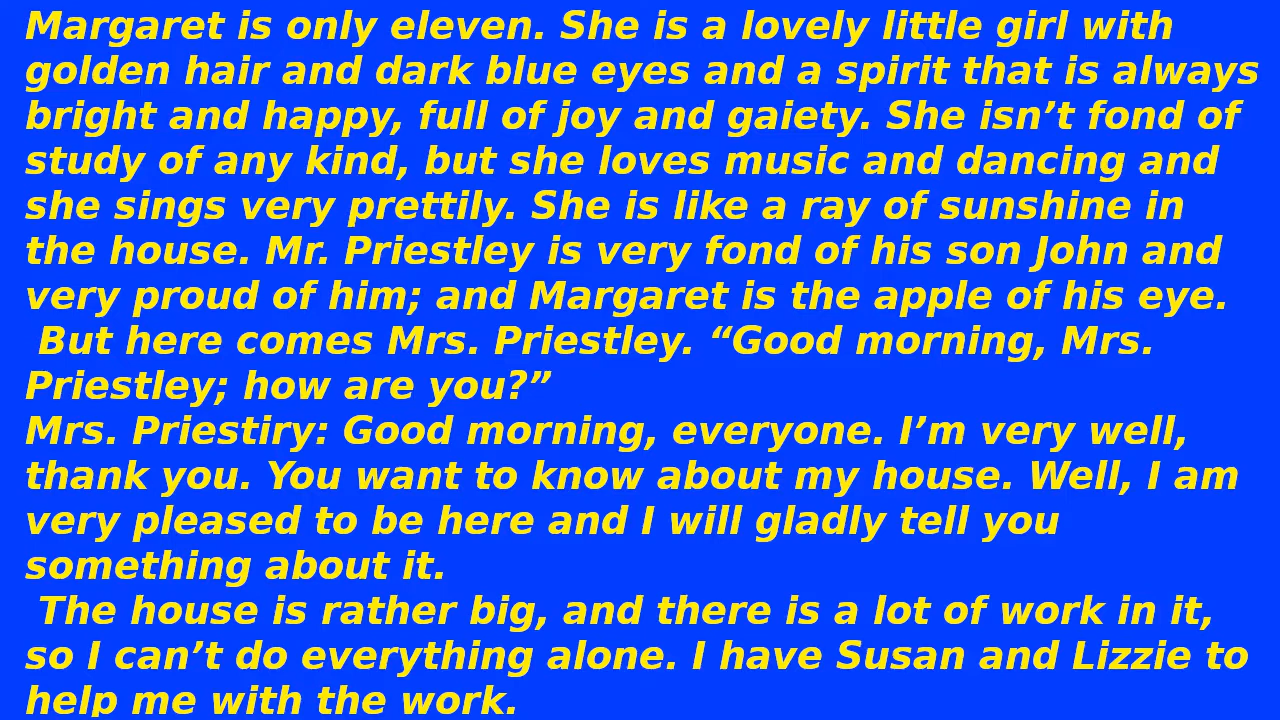 Margaret is only eleven. She is a lovely little girl with
golden hair and dark blue eyes and a spirit that is always
bright and happy, full of joy and gaiety. She isn’t fond of
study of any kind, but she loves music and dancing and
she sings very prettily. She is like a ray of sunshine in
the house. Mr. Priestley is very fond of his son John and
very proud of him; and Margaret is the apple of his eye.
But here comes Mrs. Priestley. “Good morning, Mrs.
Priestley; how are you?”
Mrs. Priestiry: Good morning, everyone. I’m very well,
thank you. You want to know about my house. Well, I am
very pleased to be here and I will gladly tell you
something about it.
The house is rather big, and there is a lot of work in it,
so I can’t do everything alone. I have Susan and Lizzie to
help me with the work.